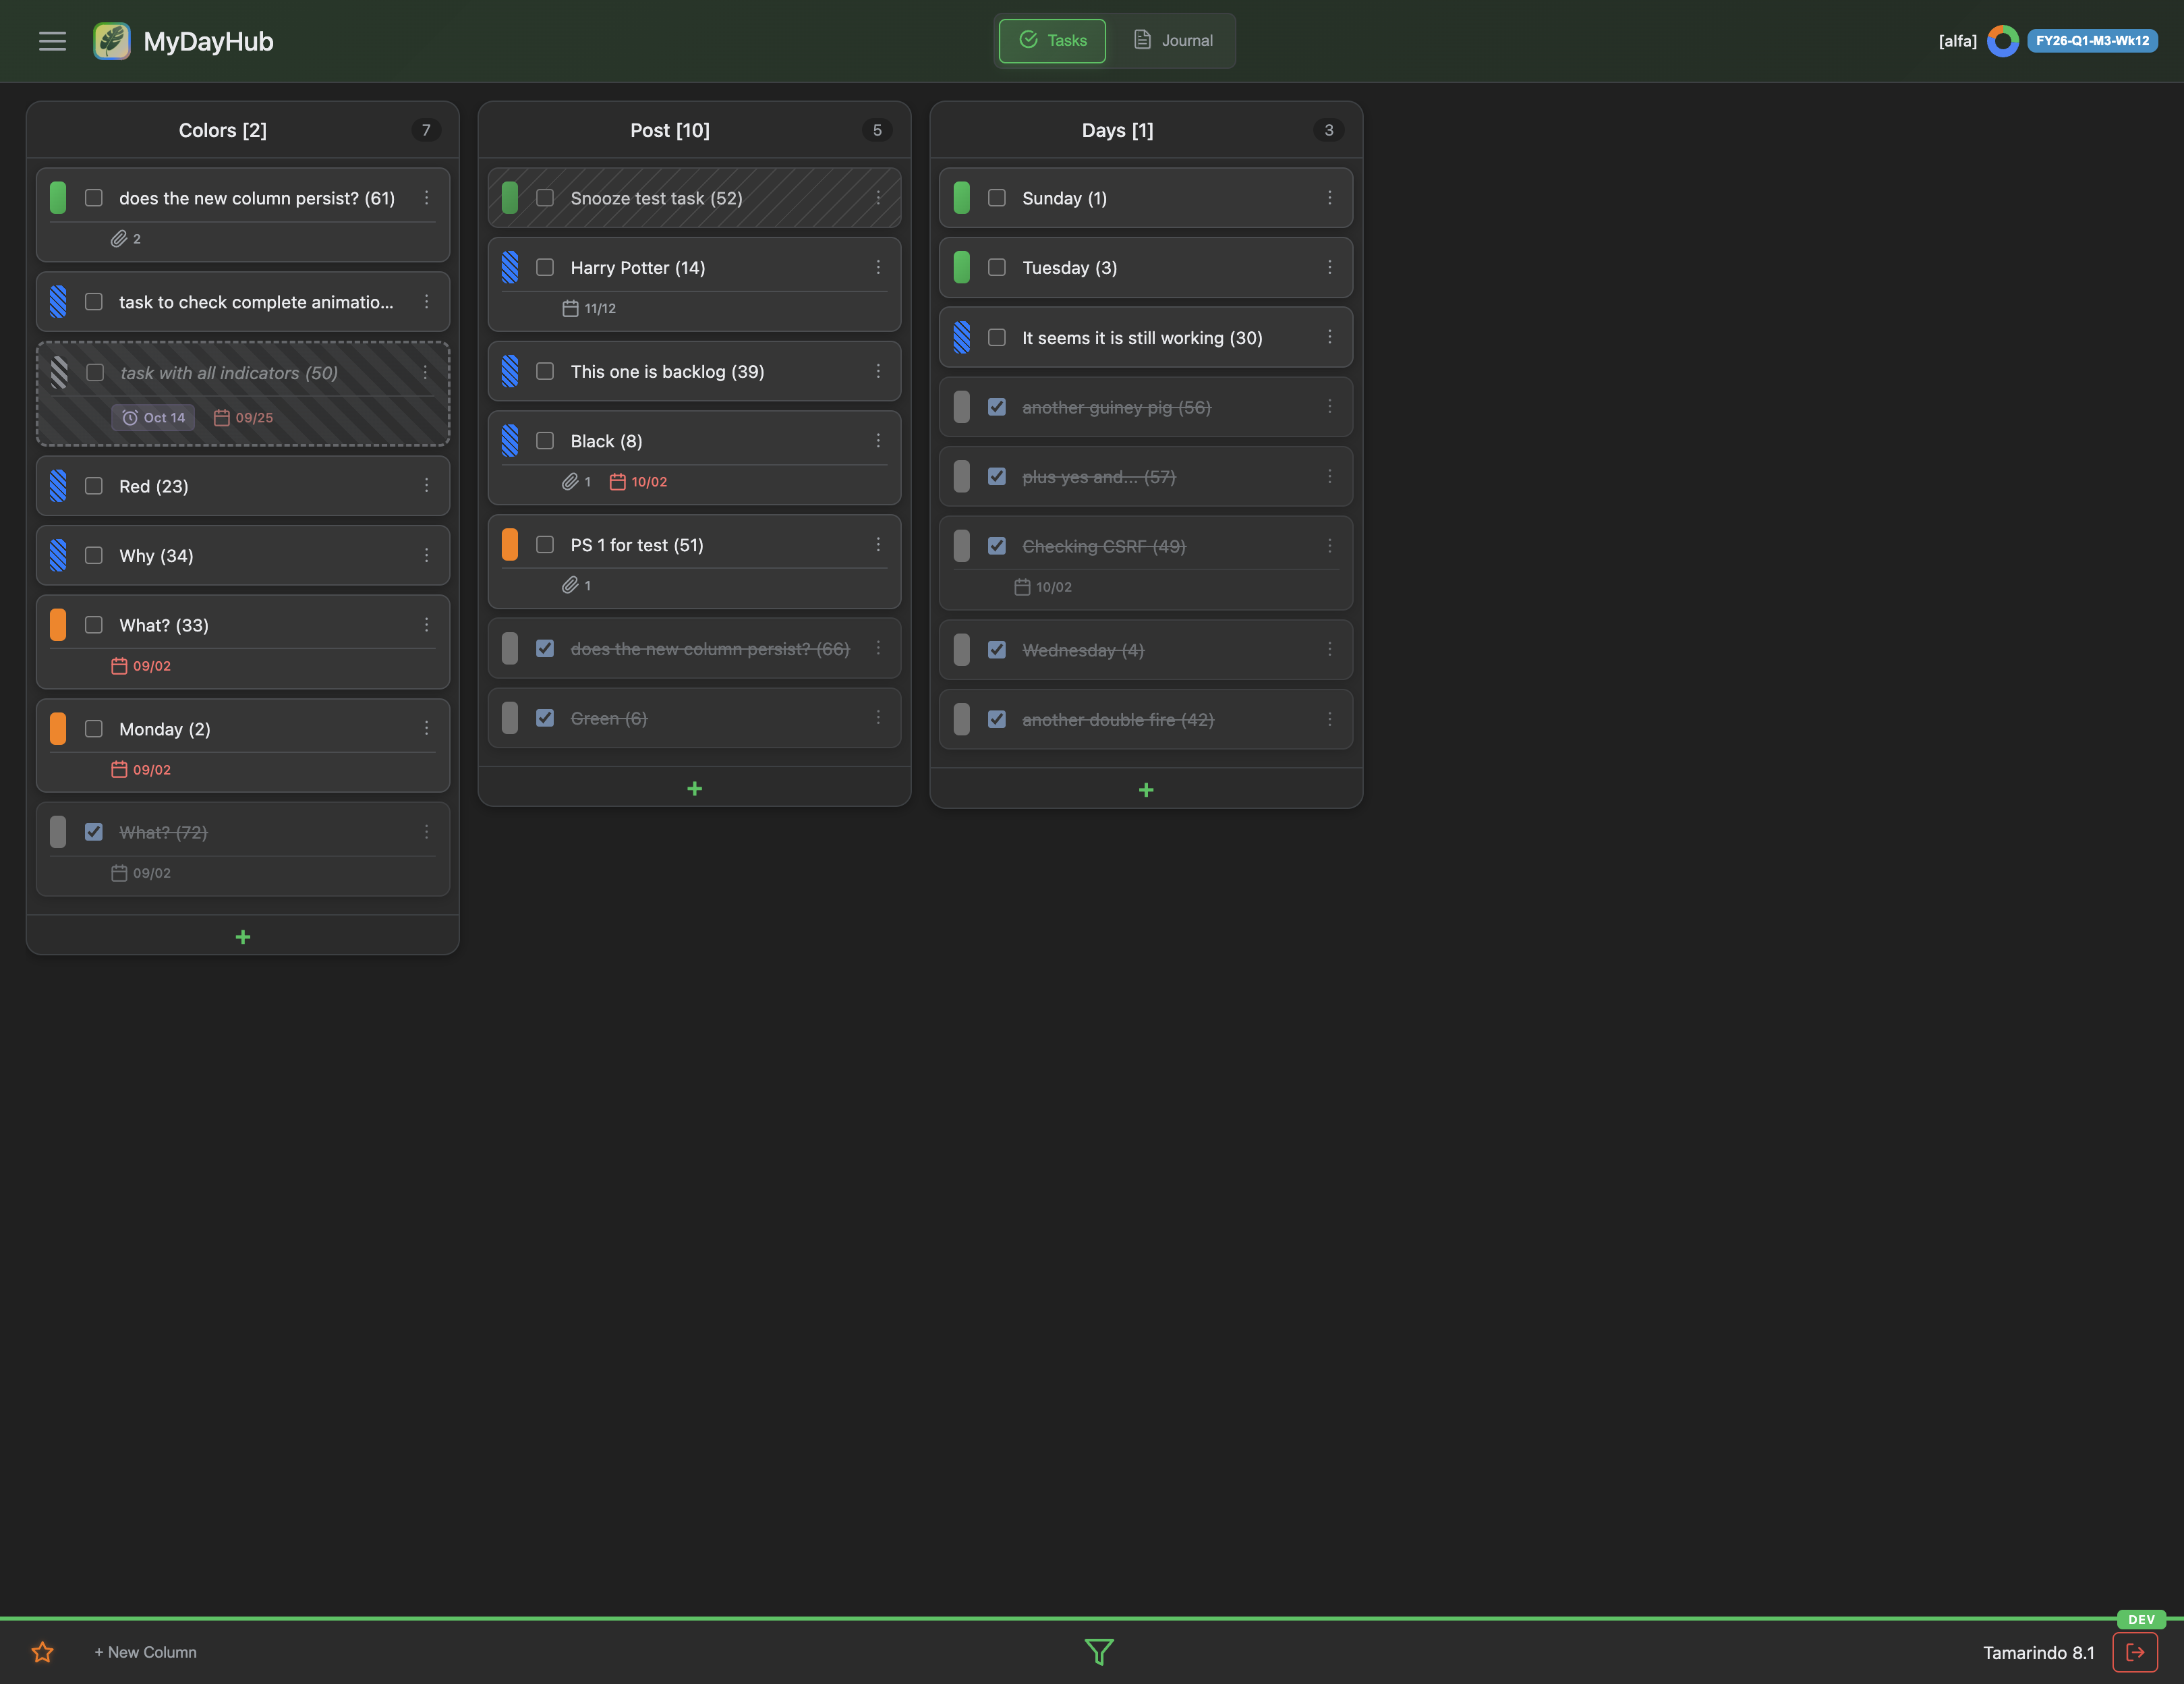 MyDayHub
Tasks
Journal
[alfa]
FY26-Q1-M3-Wk12
Colors [2]
7
does the new column persist? (61)
2
task to check complete animatio...
task with all indicators (50)
Oct 14
09/25
Red (23)
Why (34)
What? (33)
09/02
Monday (2)
09/02
What? (72)
09/02
+
Post [10]
5
Snooze test task (52)
Harry Potter (14)
11/12
This one is backlog (39)
Black (8)
1
10/02
PS 1 for test (51)
1
does the new column persist? (66)
Green (6)
+
Days [1]
3
Sunday (1)
Tuesday (3)
It seems it is still working (30)
another guiney pig (56)
plus yes and... (57)
Checking CSRF (49)
10/02
Wednesday (4)
another double fire (42)
+
DEV
+ New Column
Tamarindo 8.1